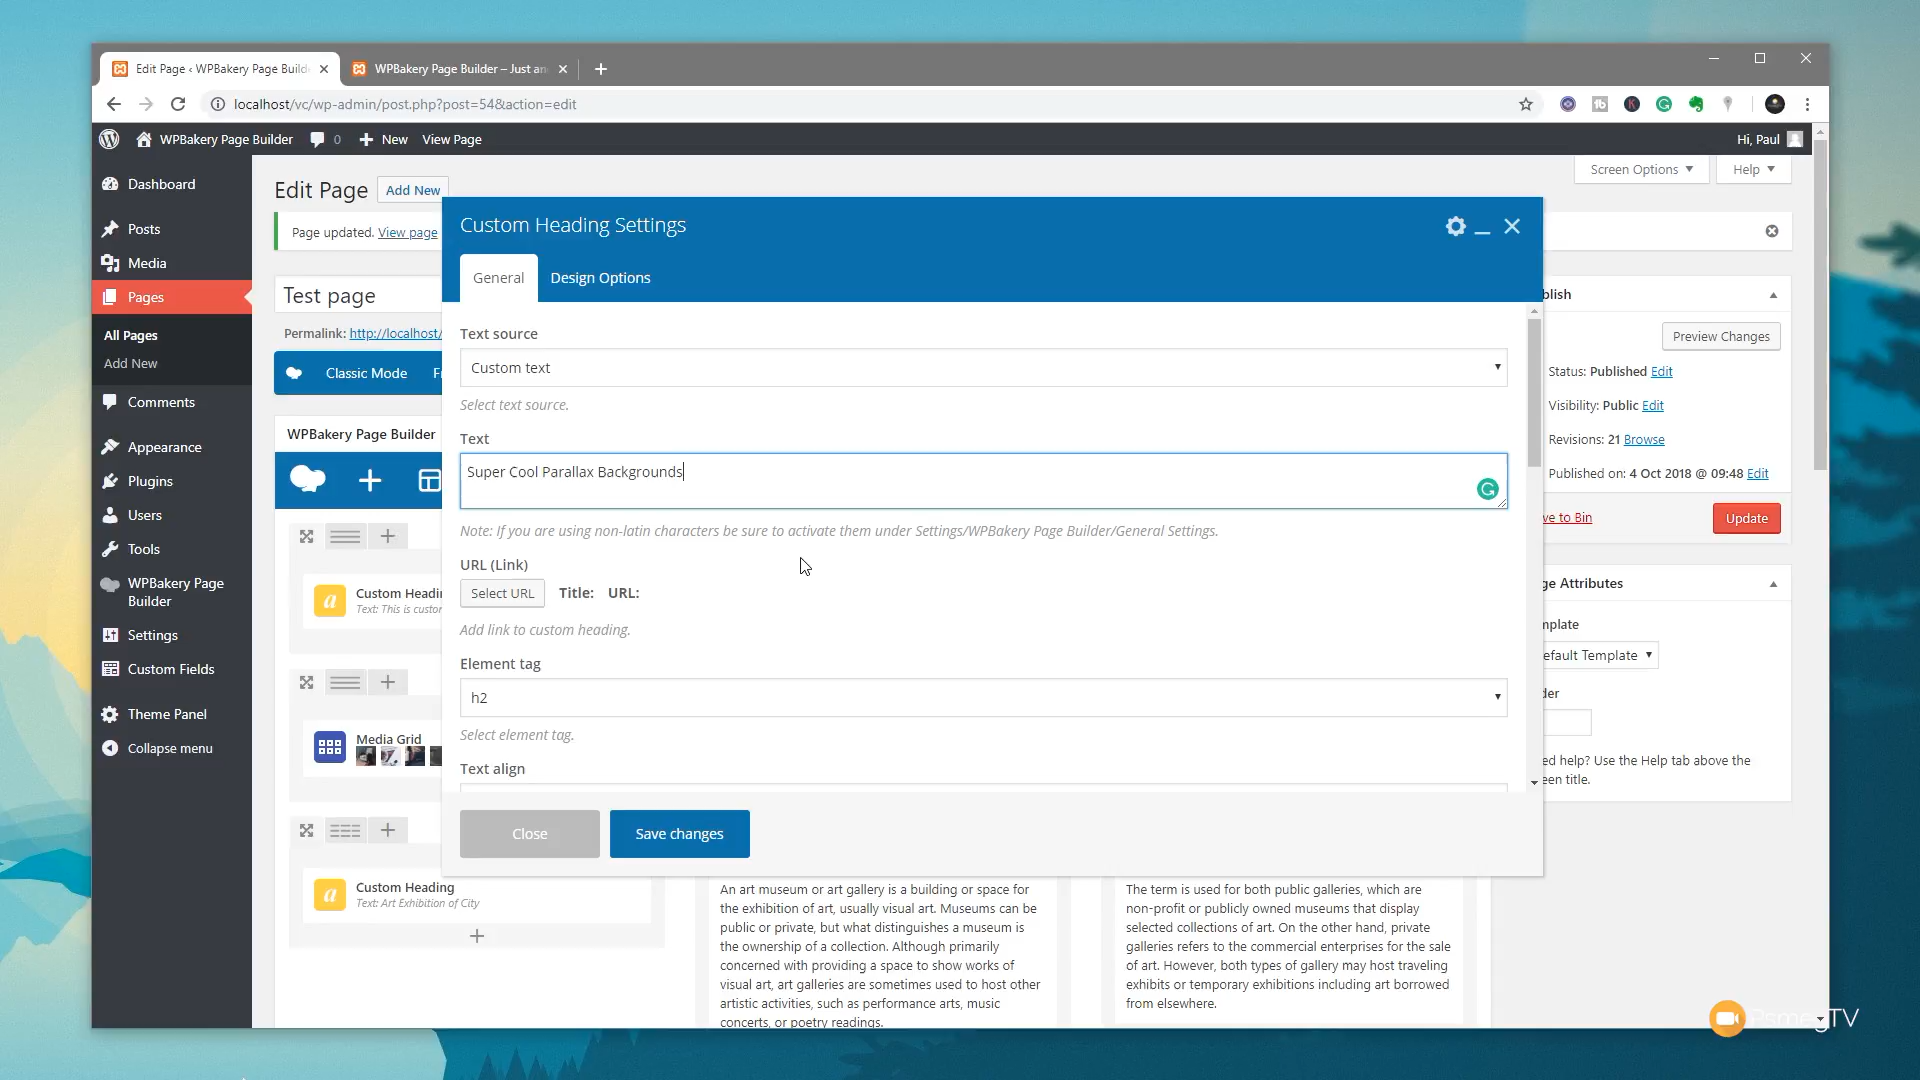 Edit Page ‹ WPBakery Page Build
WPBakery Page Builder – Just an
localhost/vc/wp-admin/post.php?post=54&action=edit
WPBakery Page Builder
0
New
View Page
Hi, Paul
Dashboard
Posts
Media
Pages
All Pages
Add New
Comments
Appearance
Plugins
Users
Tools
WPBakery Page
Builder
Settings
Custom Fields
Theme Panel
Collapse menu
Screen Options
Help
Edit Page
Add New
Page updated. View page
Test page
Permalink: http://localhost/
Classic Mode
WPBakery Page Builder
Custom Headin
Text: This is custor
Media Grid
Custom Heading
Text: Art Exhibition of City
Custom Heading Settings
General
Design Options
Text source
Custom text
Select text source.
Text
Super Cool Parallax Backgrounds
Note: If you are using non-latin characters be sure to activate them under Settings/WPBakery Page Builder/General Settings.
URL (Link)
Select URL
Title:
URL:
Add link to custom heading.
Element tag
h2
Select element tag.
Text align
Close
Save changes
An art museum or art gallery is a building or space for
the exhibition of art, usually visual art. Museums can be
public or private, but what distinguishes a museum is
the ownership of a collection. Although primarily
concerned with providing a space to show works of
visual art, art galleries are sometimes used to host other
artistic activities, such as performance arts, music
concerts, or poetry readings.
The term is used for both public galleries, which are
non-profit or publicly owned museums that display
selected collections of art. On the other hand, private
galleries refers to the commercial enterprises for the sale
of art. However, both types of gallery may host traveling
exhibits or temporary exhibitions including art borrowed
from elsewhere.
blish
Preview Changes
Status: Published Edit
Visibility: Public Edit
Revisions: 21 Browse
Published on: 4 Oct 2018 @ 09:48 Edit
ve to Bin
Update
ge Attributes
mplate
efault Template
der
ed help? Use the Help tab above the
een title.